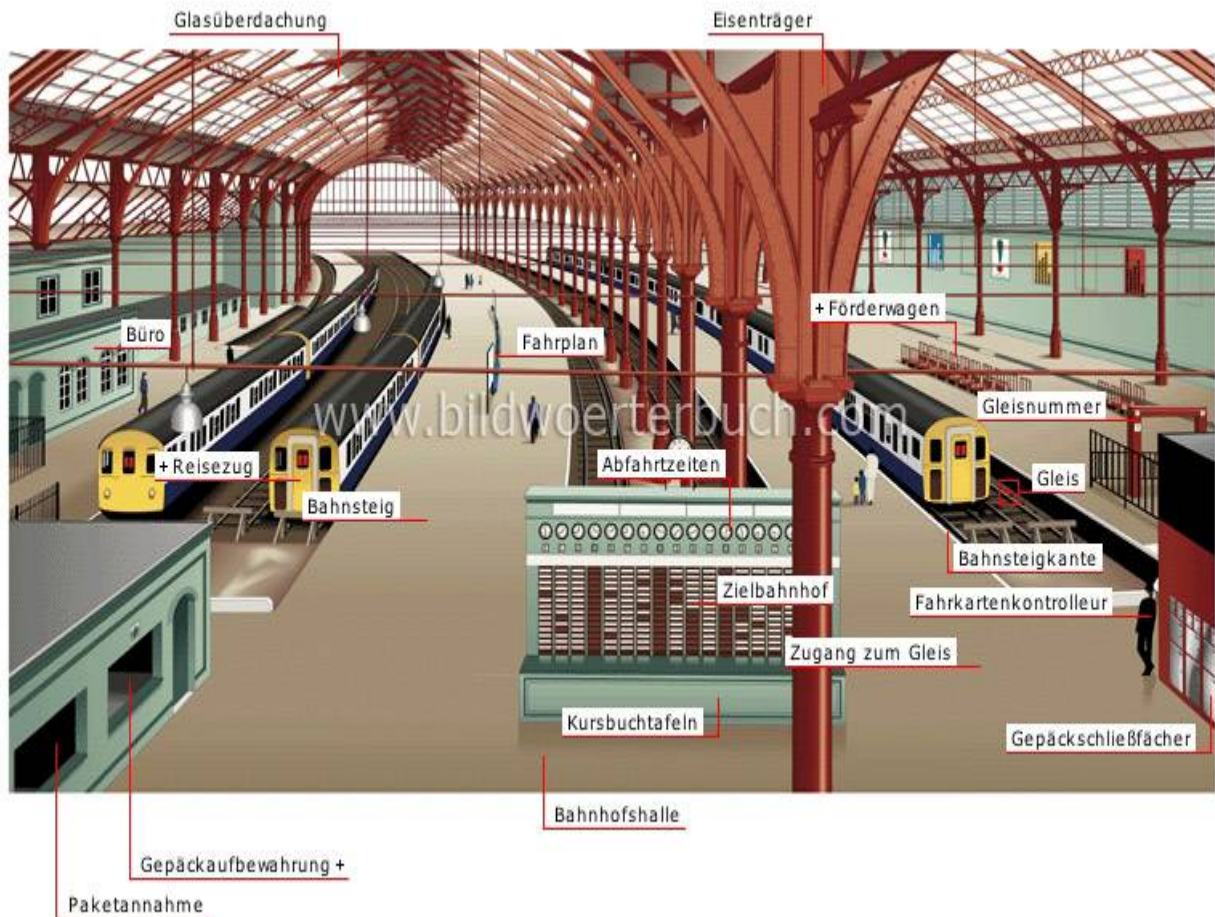 Glasüberdachung
Eisenträger
+ Förderwagen
Büro
Fahrplan
Gleisnummer
www.bildwoerterbuch.com
+ Reisezug
Abfahrtzeiten
Gleis
Bahnsteig
Bahnsteigkante
Zielbahnhof
Fahrkartenkontrolleur
Zugang zum Gleis
Kursbuchtafeln
Gepäckschließfächer
Bahnhofshalle
Gepäckaufbewahrung +
Paketannahme